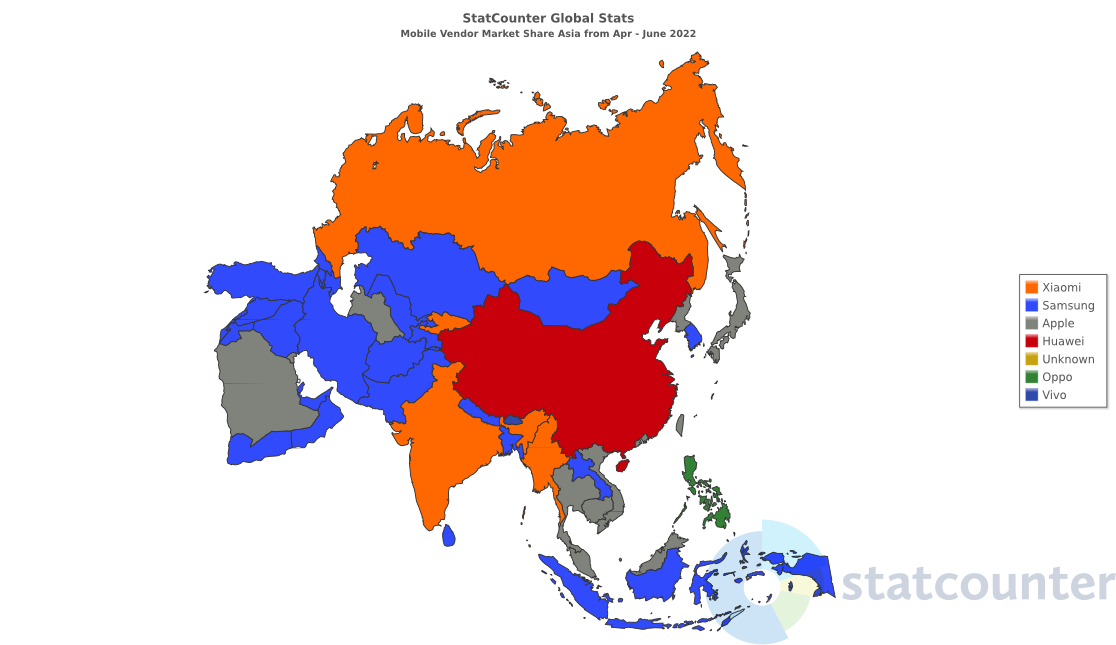 StatCounter Global Stats
Mobile Vendor Market Share Asia from Apr - June 2022
Xiaomi
Samsung
Apple
Huawei
Unknown
Oppo
Vivo
statcounter